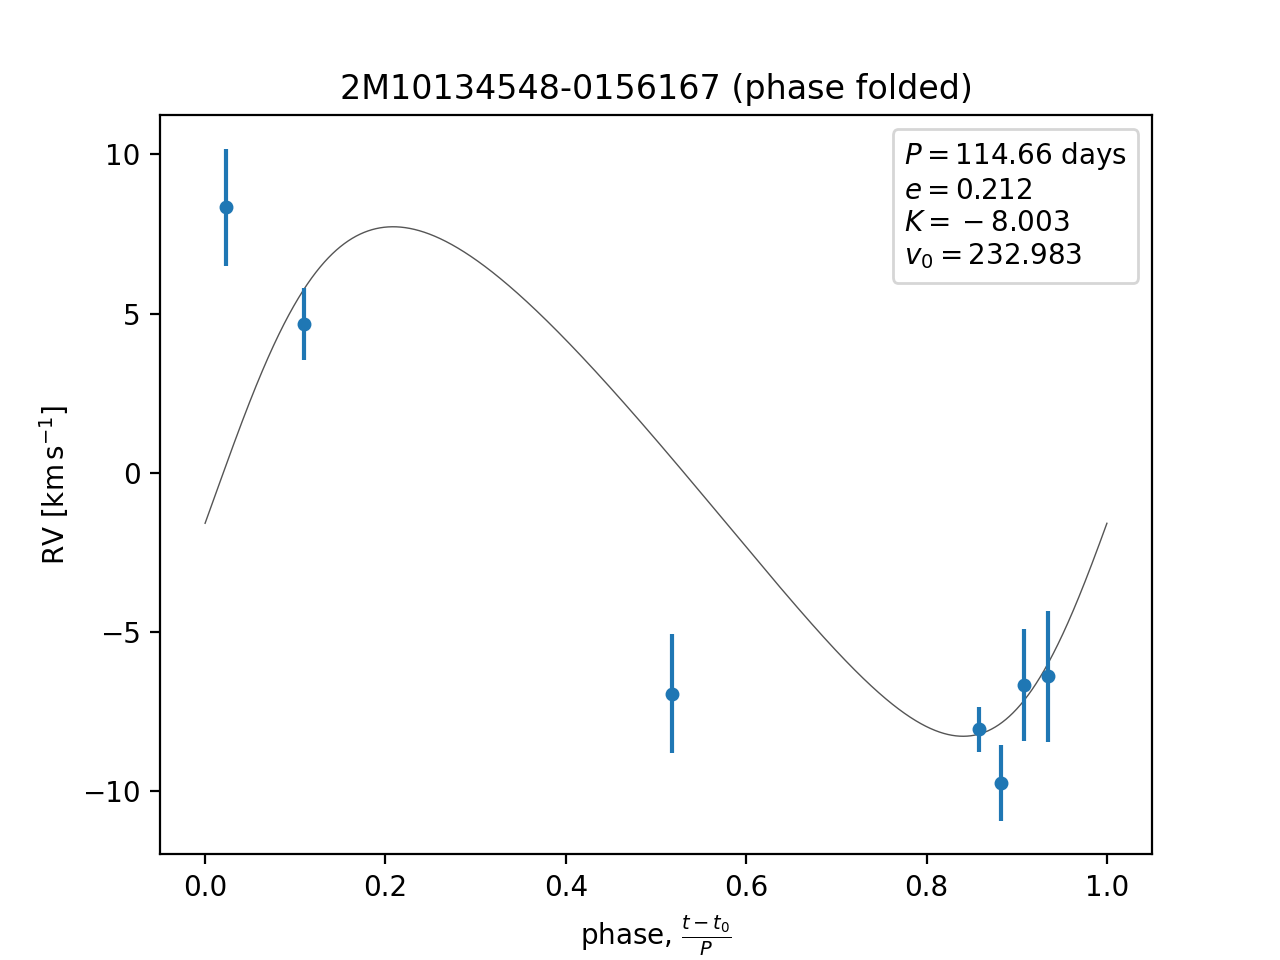 2M10134548-0156167 (phase folded)
P = 114.66 days
e = 0.212
K = −8.003
v₀ = 232.983
RV [km s⁻¹]
10
5
0
−5
−10
0.0 0.2 0.4 0.6 0.8 1.0
phase, (t − t₀)/P